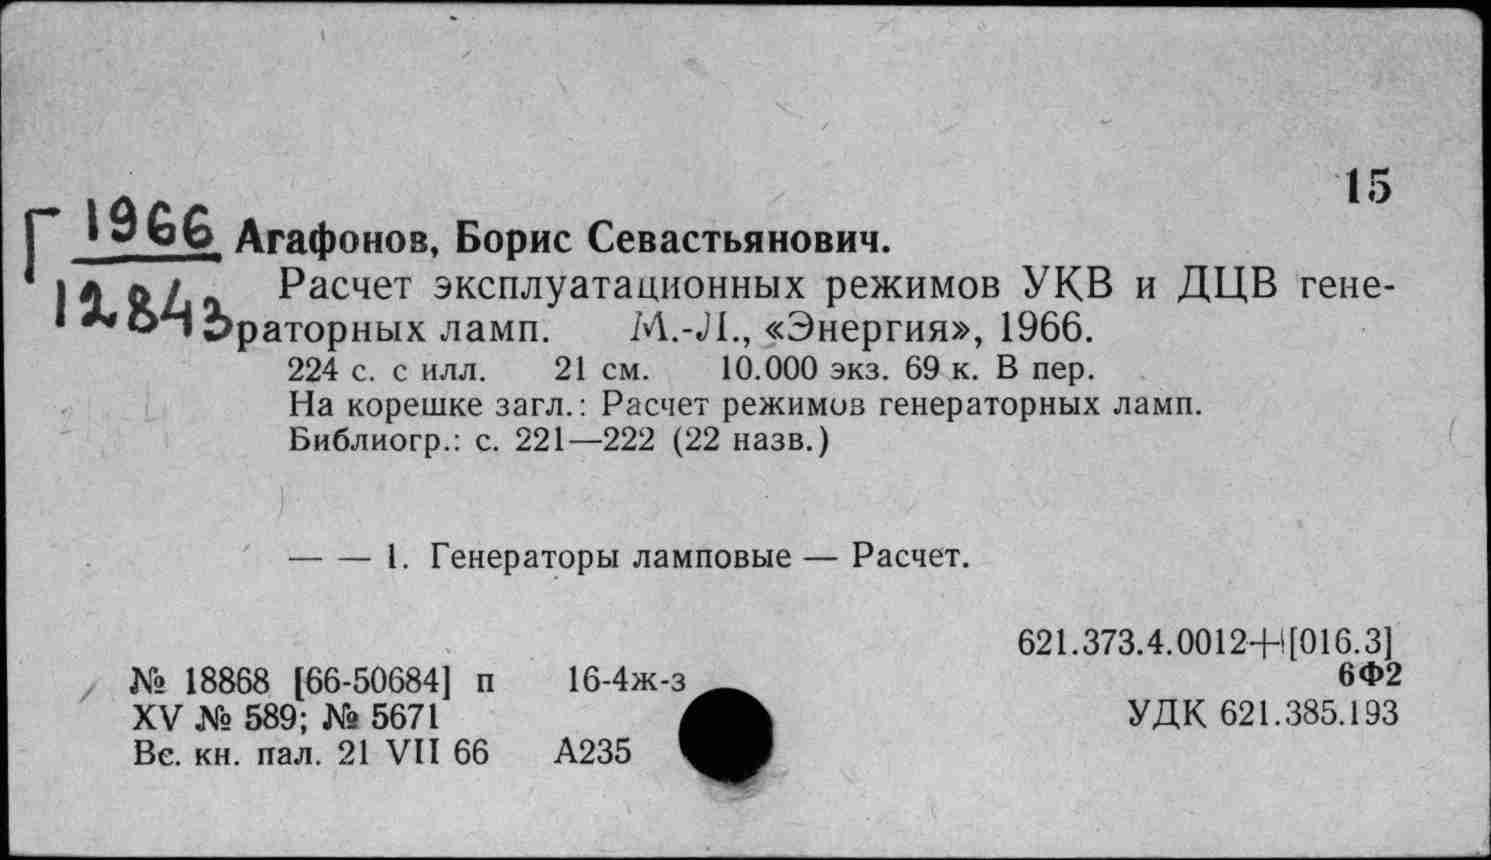 15
Г 1966
12843
Агафонов, Борис Севастьянович.
Расчет эксплуатационных режимов УКВ и ДЦВ гене-
раторных ламп. М.-Л., «Энергия», 1966.
224 с. с илл. 21 см. 10.000 экз. 69 к. В пер.
На корешке загл.: Расчет режимов генераторных ламп.
Библиогр.: с. 221—222 (22 назв.)
— — 1. Генераторы ламповые — Расчет.
621.373.4.0012+[016.3]
№ 18868 [66-50684] п 16-4ж-з 6Ф2
XV № 589; № 5671 УДК 621.385.193
Вс. кн. пал. 21 VII 66 А235